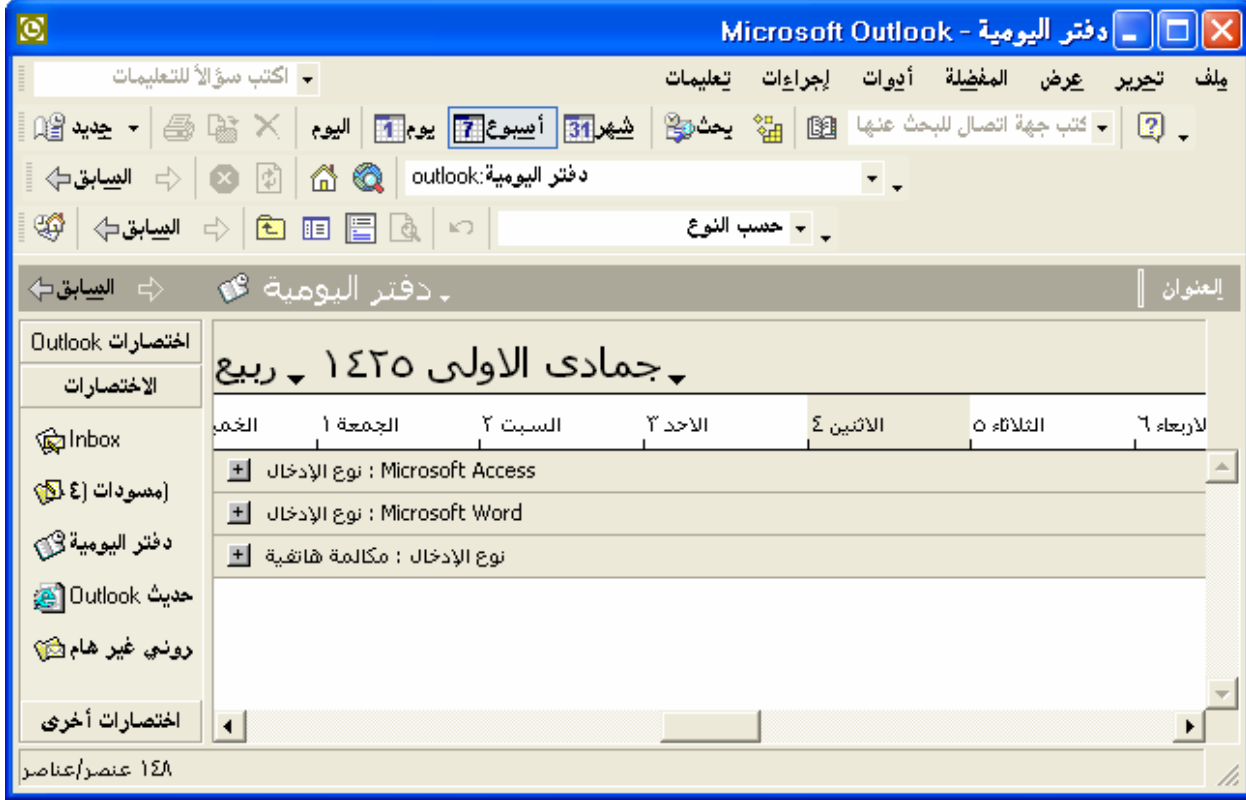 دفتر اليومية - Microsoft Outlook
ملف تحرير عرض المفضلة أدوات إجراءات تعليمات اكتب سؤالاً للتعليمات
جديد اليوم يوم 1 أسبوع 7 شهر 31 بحث كتب جهة اتصال للبحث عنها
السابق outlook:دفتر اليومية
السابق حسب النوع
السابق دفتر اليومية العنوان
اختصارات Outlook
الاختصارات
Inbox
مسودات (٤)
دفتر اليومية
حديث Outlook
روني غير هام
اختصارات أخرى
جمادى الاولى ١٤٢٥ ربيع
الخمي الجمعة ١ السبت ٢ الاحد ٣ الاثنين ٤ الثلاثاء ٥ لاربعاء ٦
نوع الإدخال : Microsoft Access
نوع الإدخال : Microsoft Word
نوع الإدخال : مكالمة هاتفية
١٤٨ عنصر/عناصر